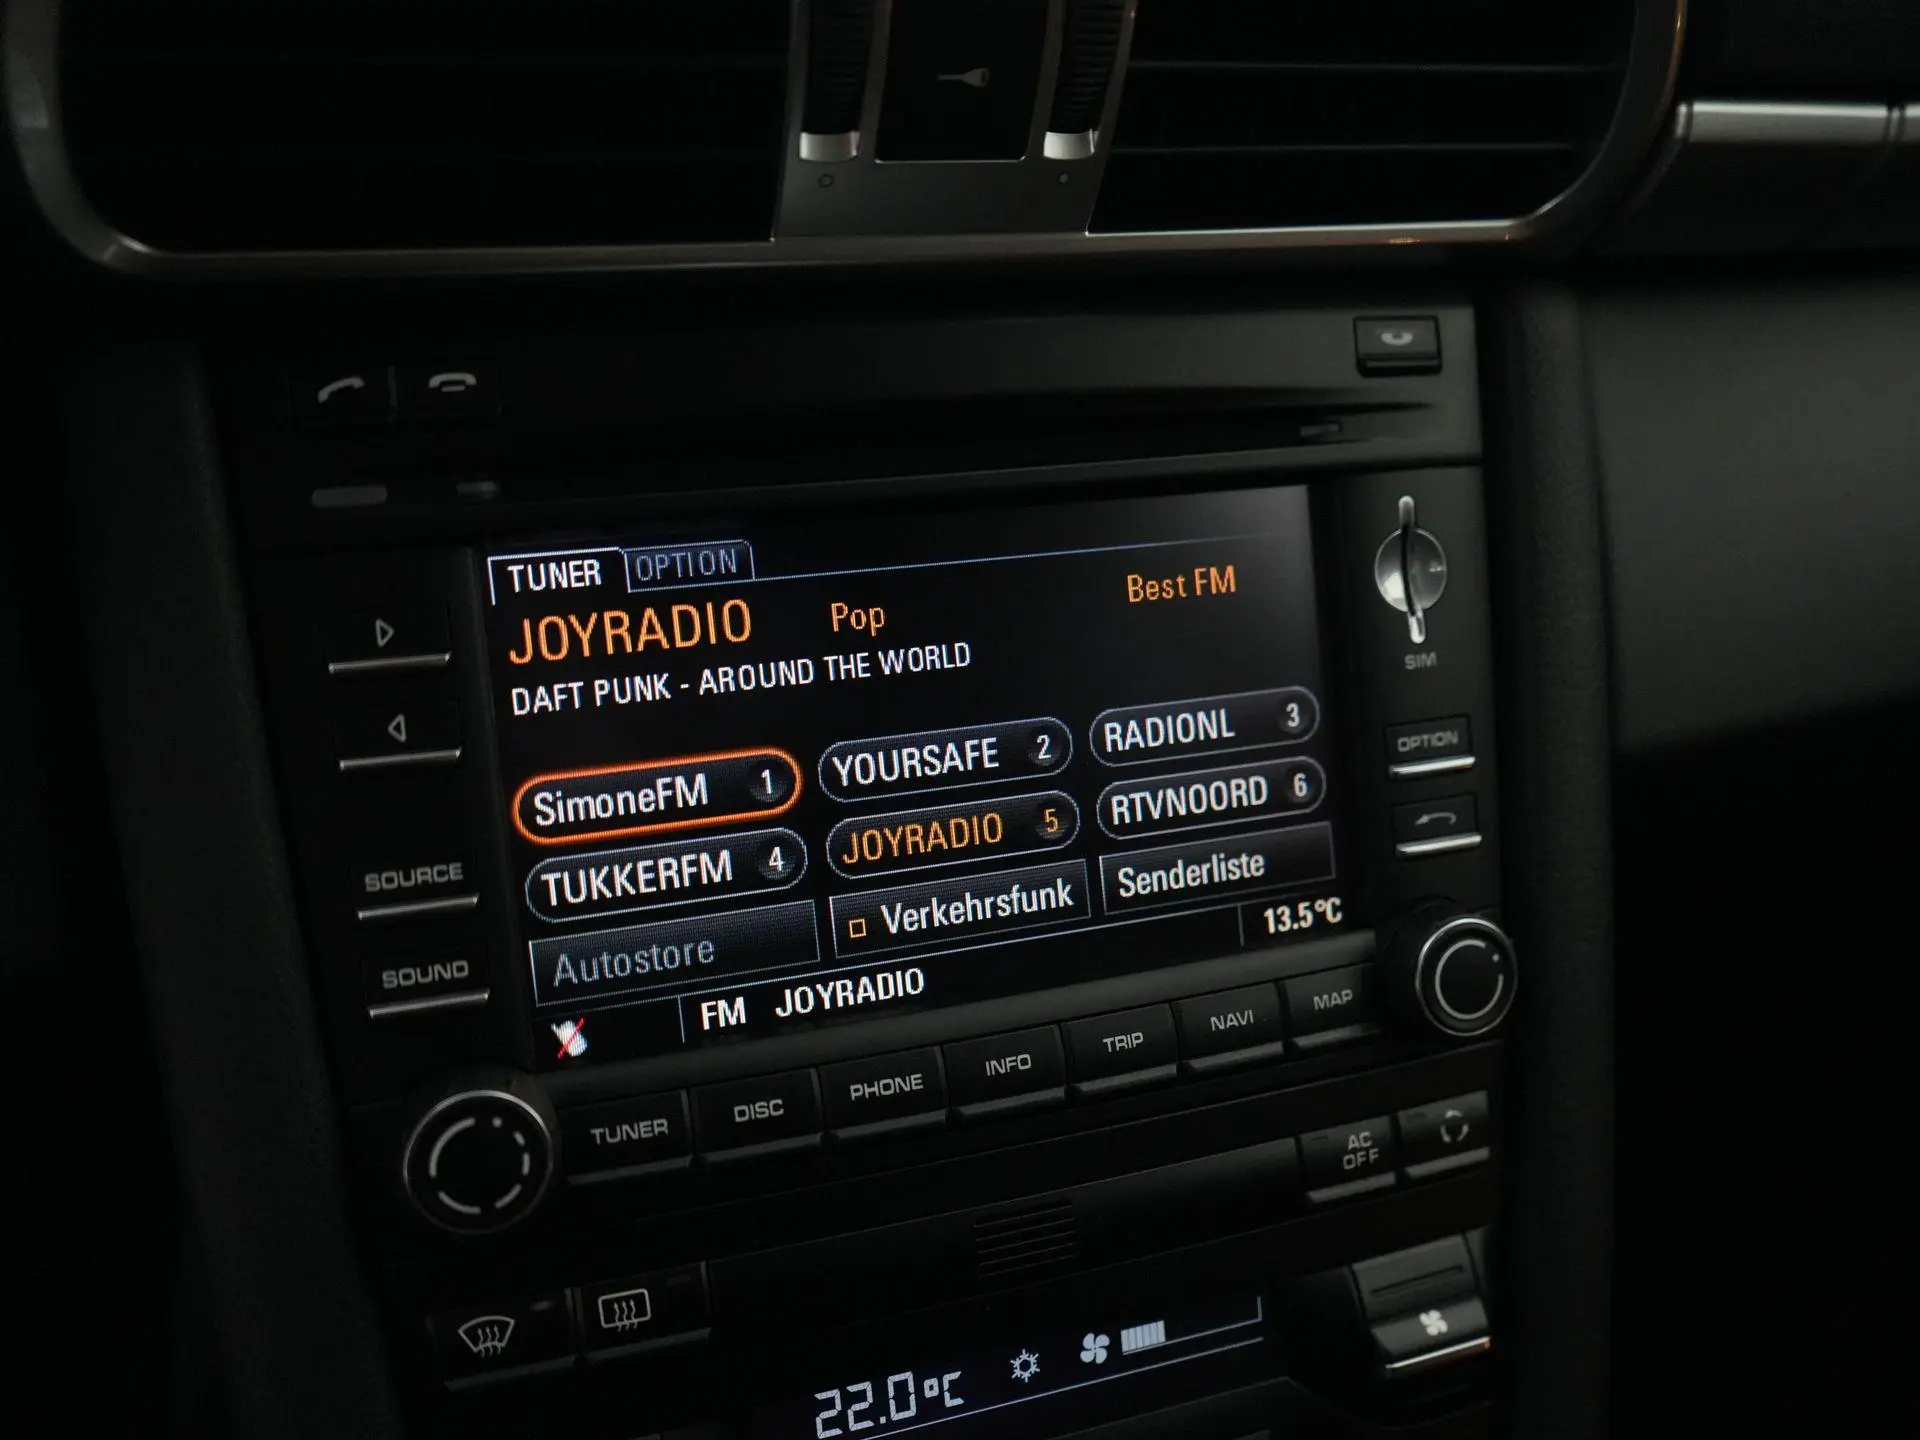 TUNER OPTION
JOYRADIO Pop Best FM
DAFT PUNK - AROUND THE WORLD
SimoneFM 1 YOURSAFE 2 RADIONL 3
TUKKERFM 4 JOYRADIO 5 RTVNOORD 6
Autostore Verkehrsfunk Senderliste
FM JOYRADIO 13.5°C
SIM
OPTION
SOURCE
SOUND
TUNER DISC PHONE INFO TRIP NAVI MAP
AC
OFF
22.0°C